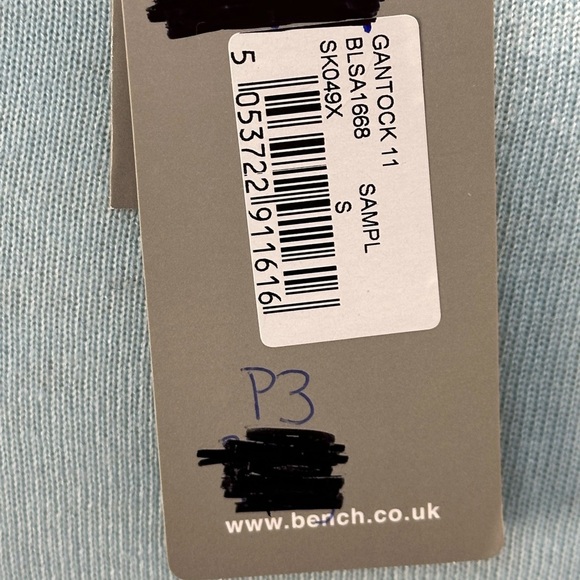 GANTOCK 11
BLSA1668 SAMPL
SK049X S
5 053722 911616
P3
www.bench.co.uk